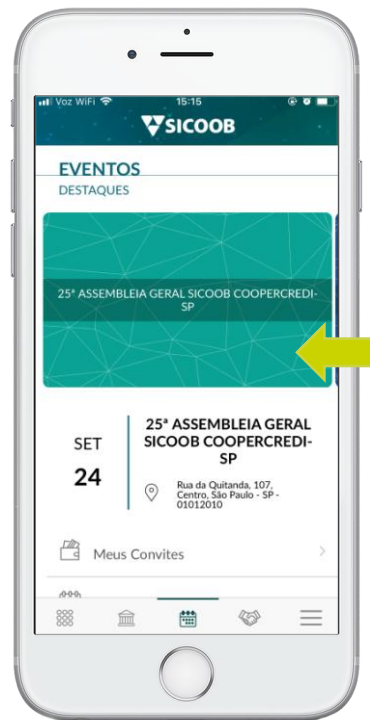 Voz WiFi 15:15
SICOOB
EVENTOS
DESTAQUES
25ª ASSEMBLEIA GERAL SICOOB COOPERCREDI-
SP
SET
24
25ª ASSEMBLEIA GERAL
SICOOB COOPERCREDI-
SP
Rua da Quitanda, 107,
Centro, São Paulo - SP -
01012010
Meus Convites